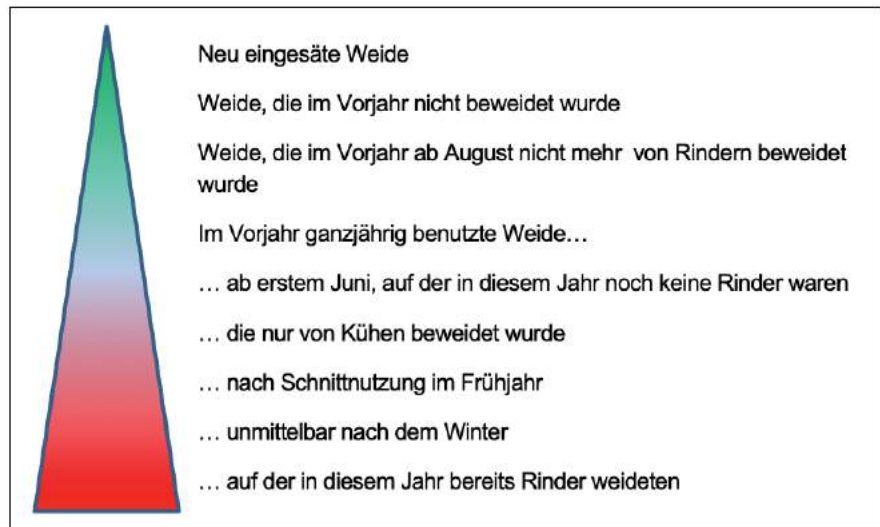 Neu eingesäte Weide
Weide, die im Vorjahr nicht beweidet wurde
Weide, die im Vorjahr ab August nicht mehr von Rindern beweidet
wurde
Im Vorjahr ganzjährig benutzte Weide…
… ab erstem Juni, auf der in diesem Jahr noch keine Rinder waren
… die nur von Kühen beweidet wurde
… nach Schnittnutzung im Frühjahr
… unmittelbar nach dem Winter
… auf der in diesem Jahr bereits Rinder weideten